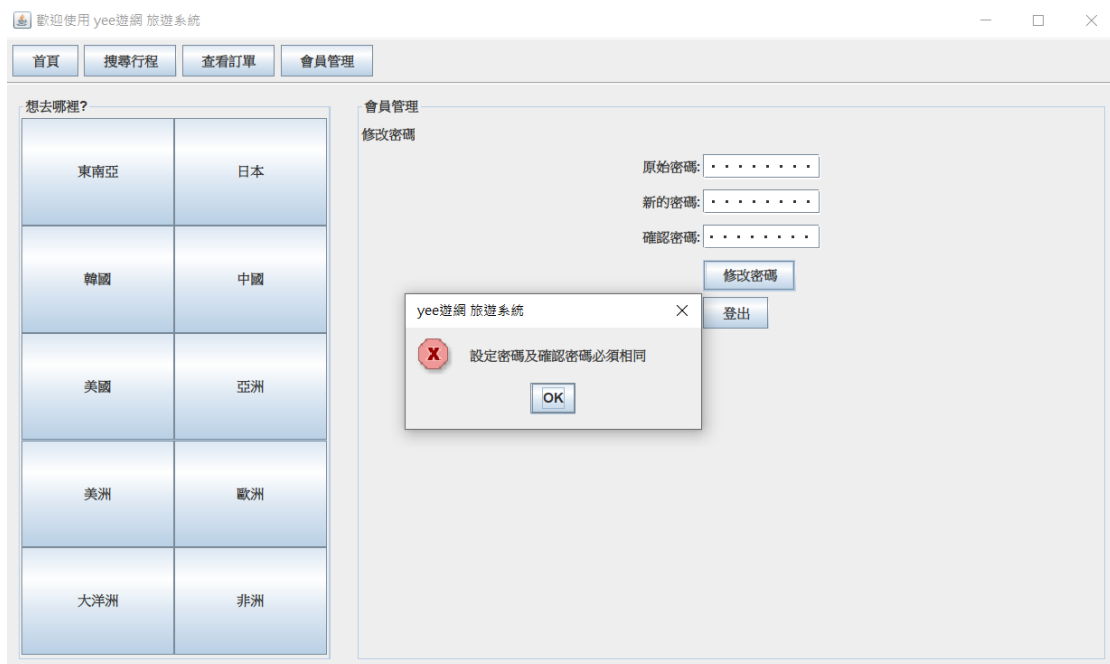 歡迎使用 yee遊網 旅遊系統
首頁 搜尋行程 查看訂單 會員管理
想去哪裡?
東南亞 日本
韓國 中國
美國 亞洲
美洲 歐洲
大洋洲 非洲
會員管理
修改密碼
原始密碼:
新的密碼:
確認密碼:
修改密碼
登出
yee遊網 旅遊系統
設定密碼及確認密碼必須相同
OK